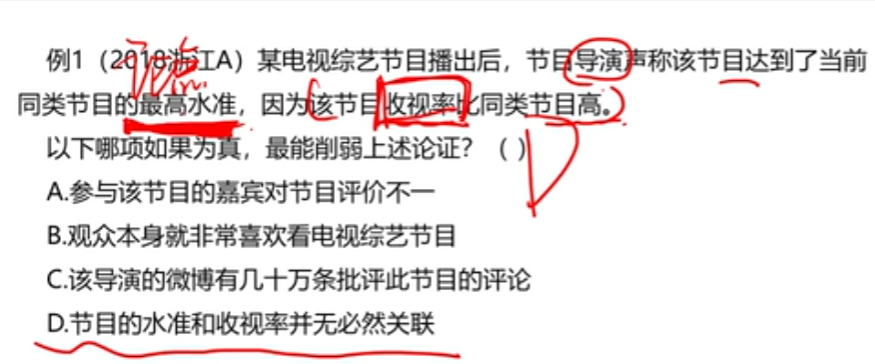 例1（2018浙江A）某电视综艺节目播出后，节目导演声称该节目达到了当前
同类节目的最高水准，因为该节目收视率比同类节目高。
以下哪项如果为真，最能削弱上述论证？（ ）
A.参与该节目的嘉宾对节目评价不一
B.观众本身就非常喜欢看电视综艺节目
C.该导演的微博有几十万条批评此节目的评论
D.节目的水准和收视率并无必然关联
论点
D